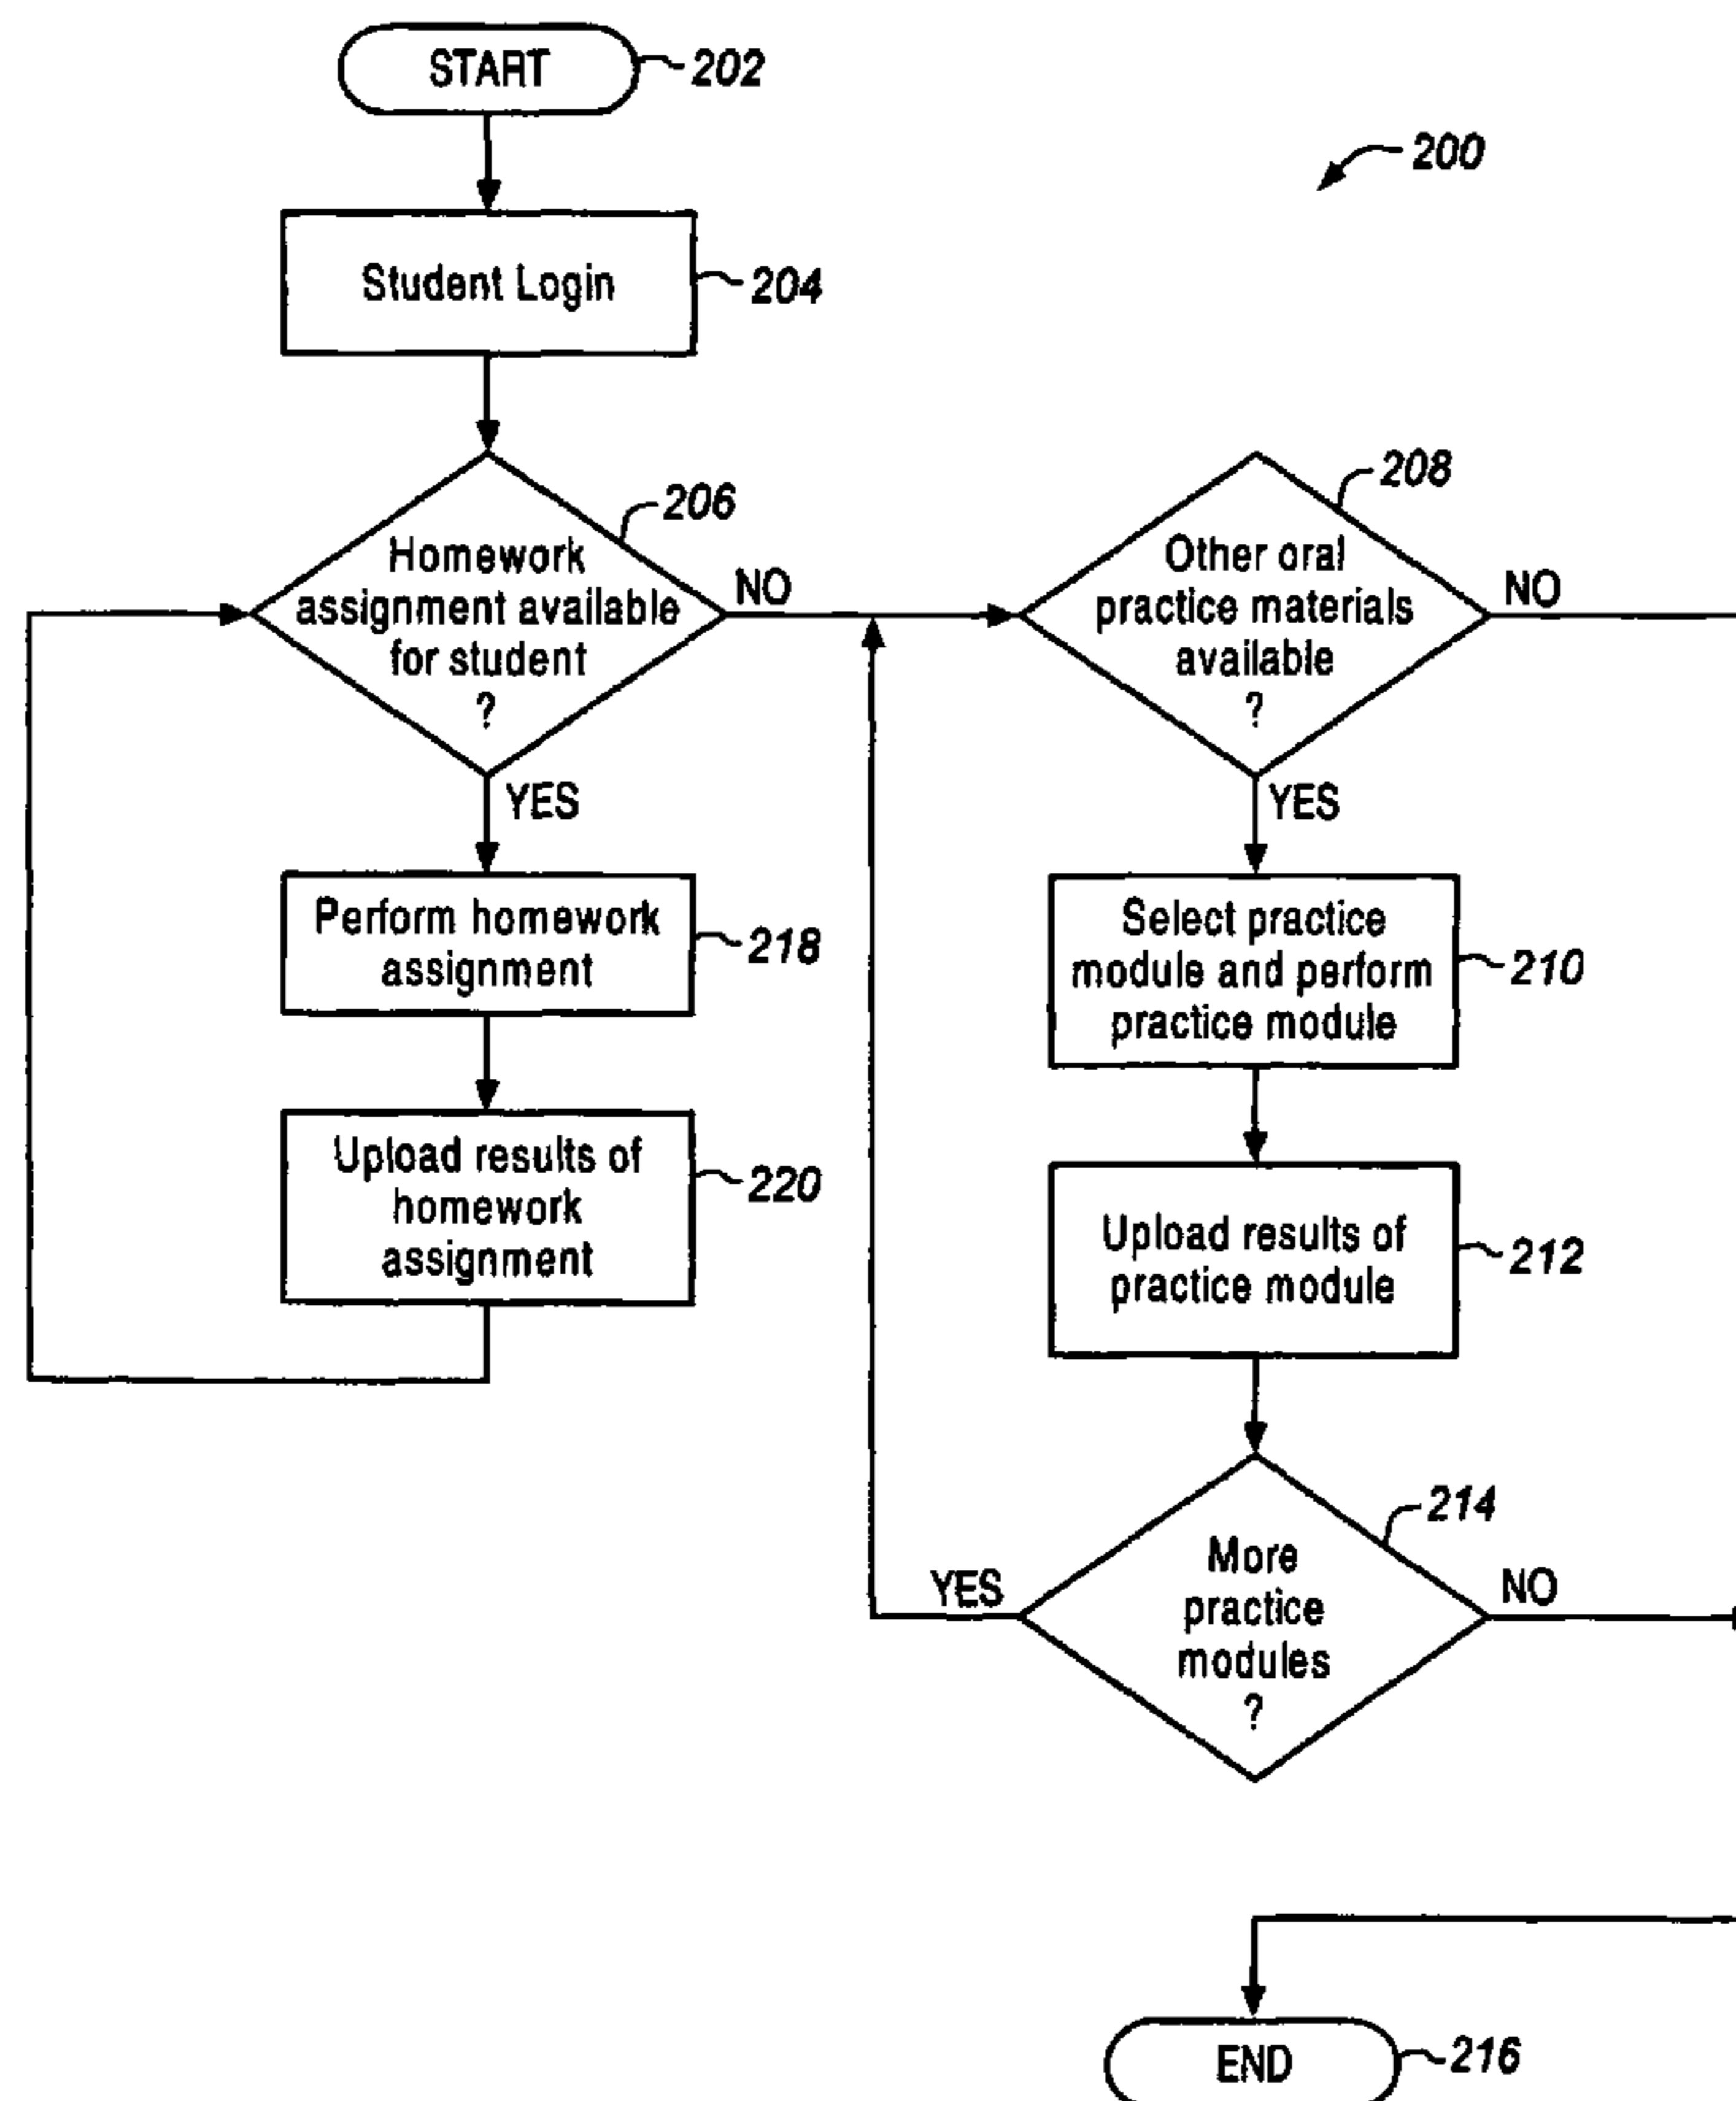 START
202
200
Student Login
204
206
Homework
assignment available
for student
?
NO
YES
208
Other oral
practice materials
available
?
NO
YES
Perform homework
assignment
218
Select practice
module and perform
practice module
210
Upload results of
homework
assignment
220
Upload results of
practice module
212
214
More
practice
modules
?
YES
NO
END
216